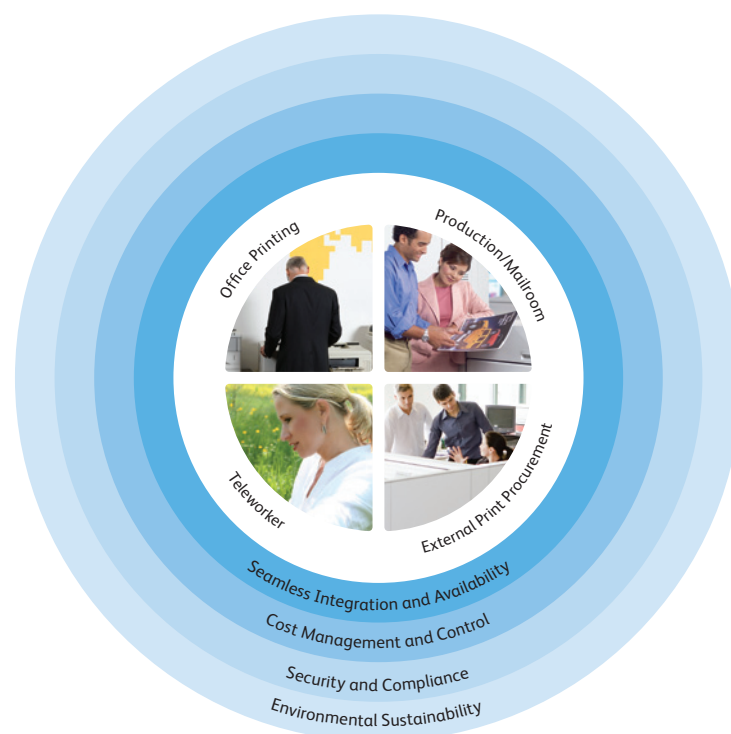 Office Printing
Production/Mailroom
Teleworker
External Print Procurement
Seamless Integration and Availability
Cost Management and Control
Security and Compliance
Environmental Sustainability